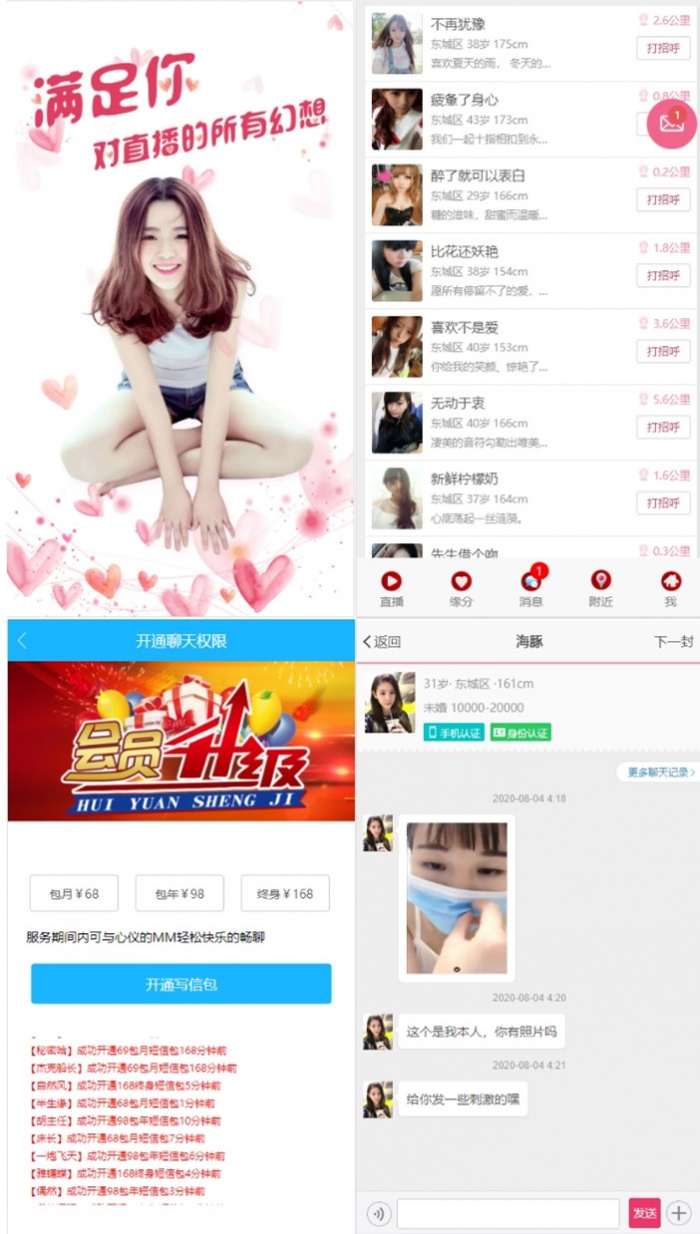 满足你
对直播的所有幻想
不再犹豫
2.6公里
东城区 38岁 175cm
打招呼
喜欢夏天的雨，冬天的...
疲惫了身心
0.8公里
东城区 43岁 173cm
1
我们一起十指相扣到永...
醉了就可以表白
0.2公里
东城区 29岁 166cm
打招呼
糖的滋味，甜蜜而温暖...
比花还妖艳
1.8公里
东城区 38岁 154cm
打招呼
愿所有停留不了的爱，...
喜欢不是爱
3.6公里
东城区 40岁 153cm
打招呼
你给我的笑颜，惊艳了...
无动于衷
5.6公里
东城区 40岁 166cm
打招呼
凄美的音符勾勒出唯美...
新鲜柠檬奶
1.6公里
东城区 37岁 164cm
打招呼
心底荡起一丝涟漪。
先生借个吻
0.3公里
1
直播 缘分 消息 附近 我
开通聊天权限
会员升级
HUI YUAN SHENG JI
包月￥68 包年￥98 终身￥168
服务期间内可与心仪的MM轻松快乐的畅聊
开通写信包
【秘密哈】成功开通69包月短信包168分钟前
【杰克船长】成功开通69包月短信包168分钟前
【自然风】成功开通168终身短信包5分钟前
【半生缘】成功开通68包月短信包1分钟前
【胡主任】成功开通98包年短信包10分钟前
【床长】成功开通68包月短信包7分钟前
【一炮飞天】成功开通98包年短信包6分钟前
【雅蝴蝶】成功开通168终身短信包4分钟前
【偶然】成功开通98包年短信包3分钟前
返回 海豚 下一封
31岁· 东城区 ·161cm
未婚 10000-20000
手机认证 身份认证
更多聊天记录>
2020-08-04 4:18
2020-08-04 4:20
这个是我本人，你有照片吗
2020-08-04 4:21
给你发一些刺激的嘿
发送